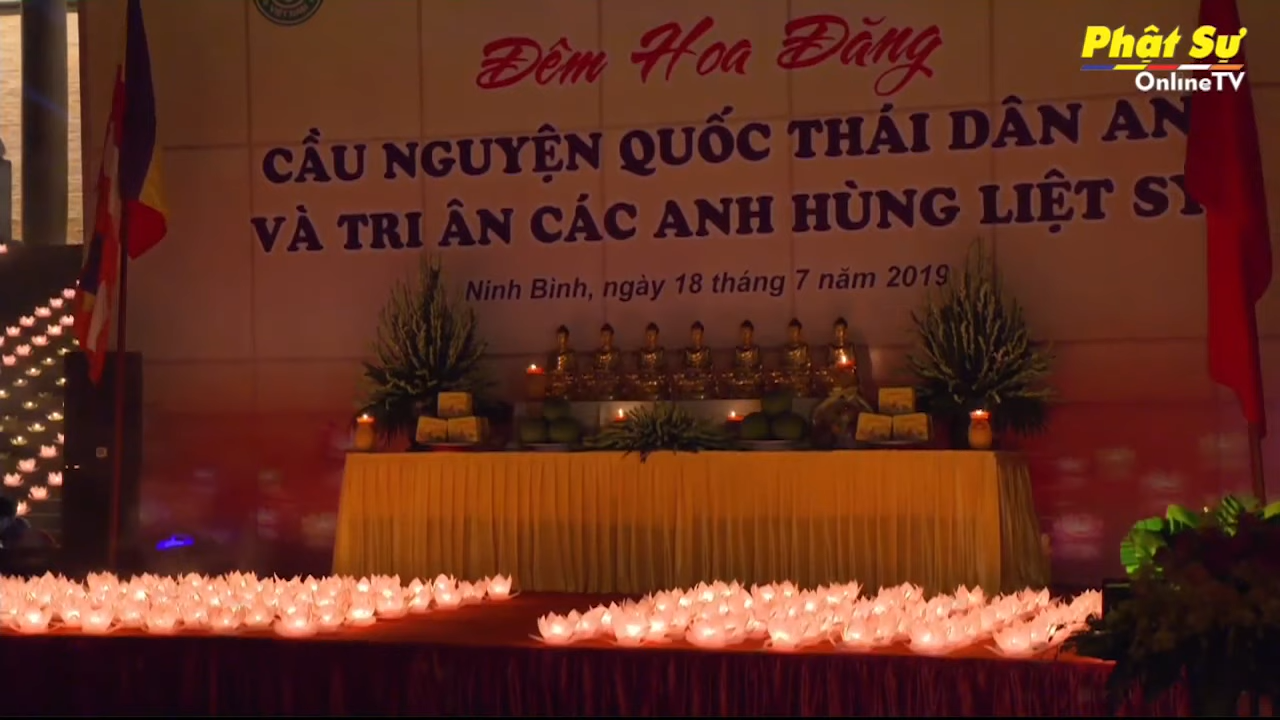 Phật Sự
OnlineTV
Đêm Hoa Đăng
CẦU NGUYỆN QUỐC THÁI DÂN AN
VÀ TRI ÂN CÁC ANH HÙNG LIỆT SỸ
Ninh Bình, ngày 18 tháng 7 năm 2019